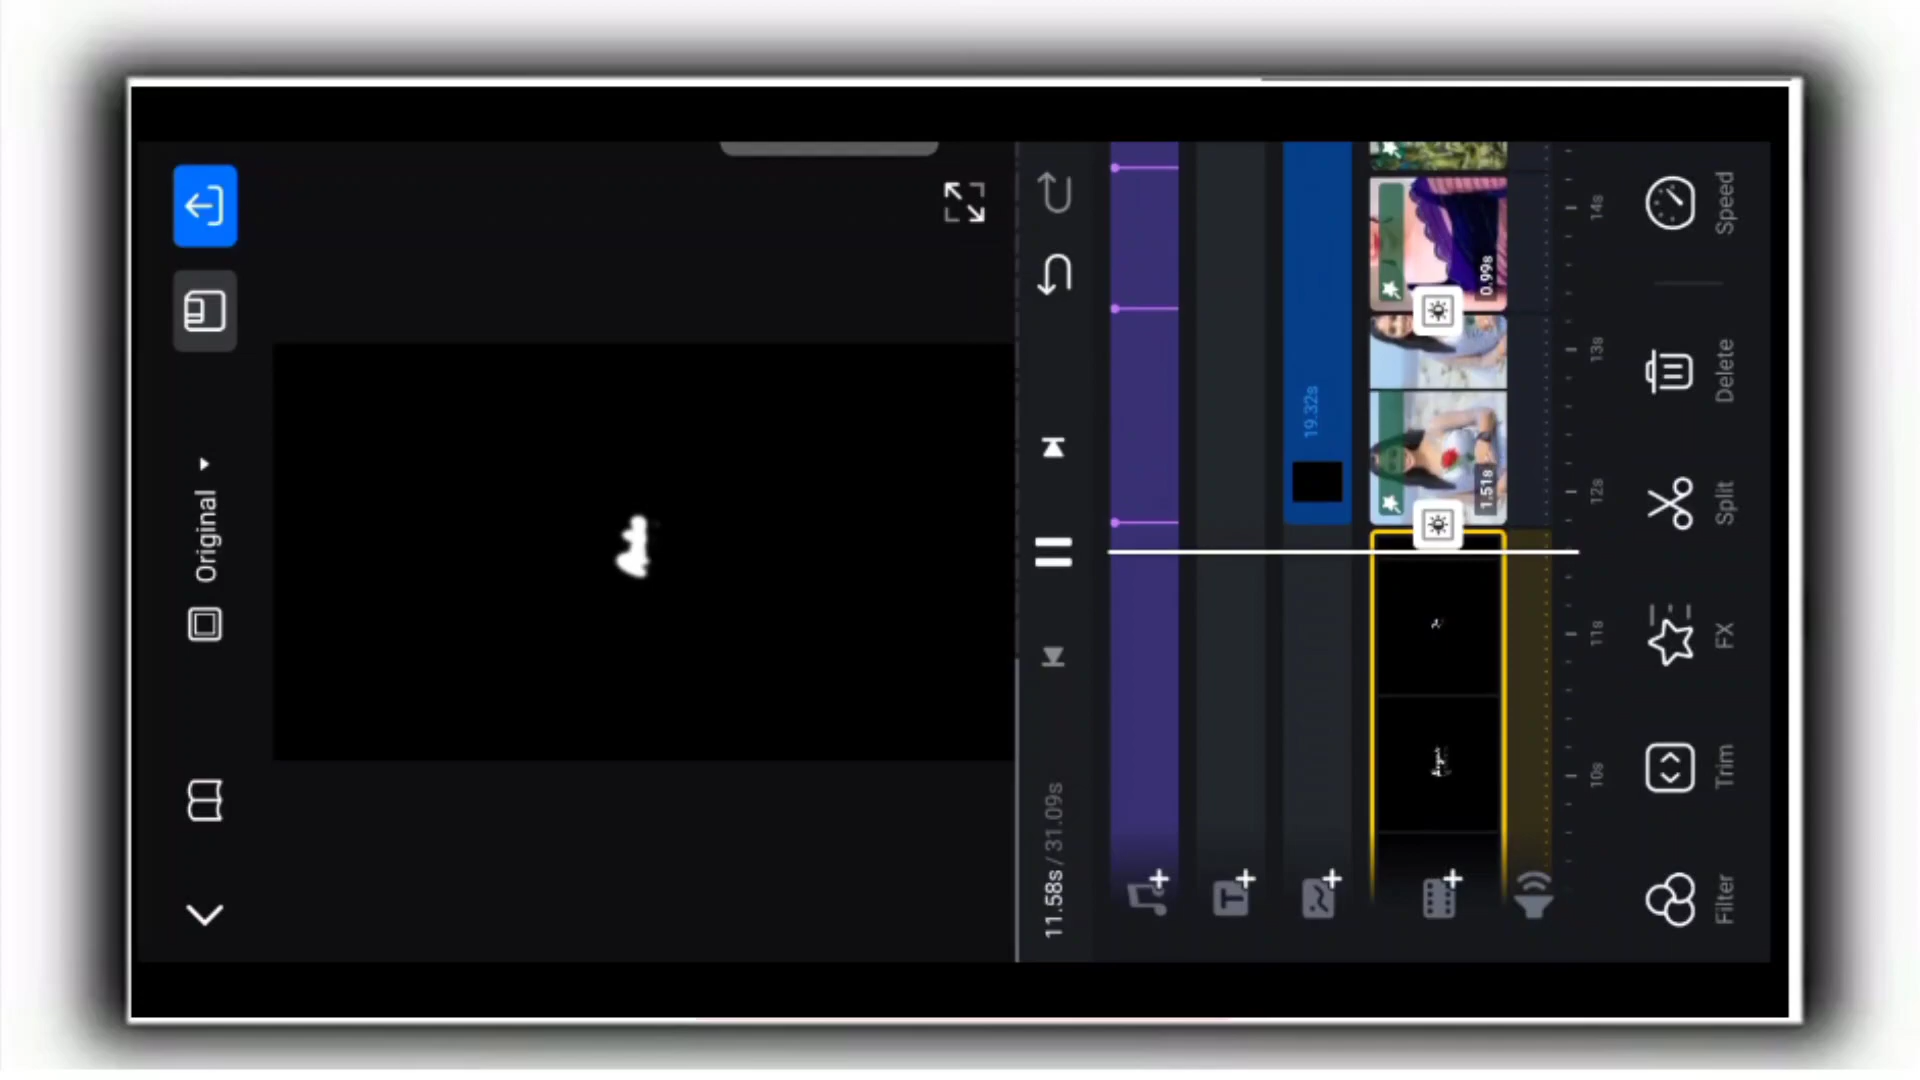 Original
11.58s / 31.09s
T
19.32s
1.51s
0.99s
10s
11s
12s
13s
14s
Filter
Trim
FX
Split
Delete
Speed